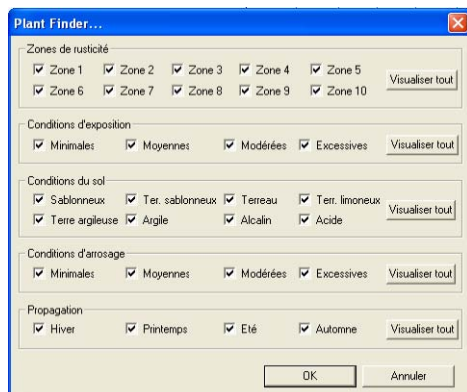 Plant Finder...
Zones de rusticité
Zone 1 Zone 2 Zone 3 Zone 4 Zone 5
Visualiser tout
Zone 6 Zone 7 Zone 8 Zone 9 Zone 10
Conditions d'exposition
Minimales Moyennes Modérées Excessives Visualiser tout
Conditions du sol
Sablonneux Ter. sablonneux Terreau Terr. limoneux
Visualiser tout
Terre argileuse Argile Alcalin Acide
Conditions d'arrosage
Minimales Moyennes Modérées Excessives Visualiser tout
Propagation
Hiver Printemps Eté Automne Visualiser tout
OK Annuler